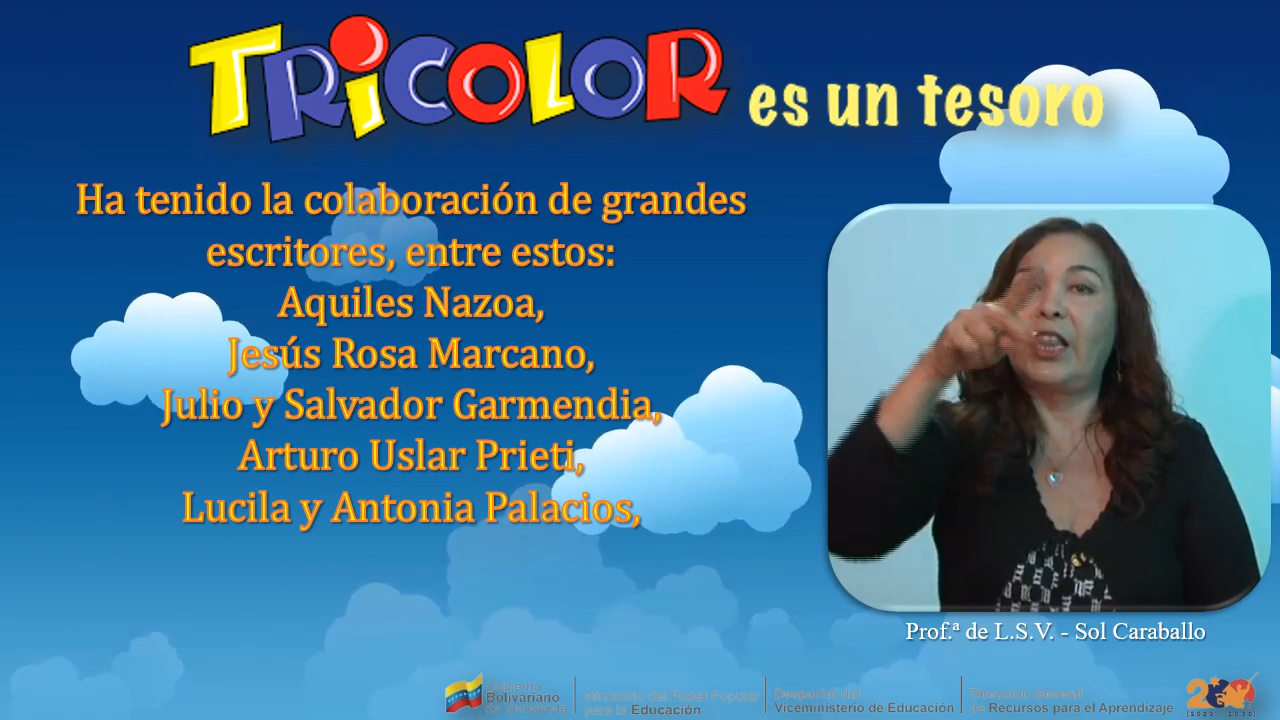 TRiCOLOR es un tesoro
Ha tenido la colaboración de grandes
escritores, entre estos:
Aquiles Nazoa,
Jesús Rosa Marcano,
Julio y Salvador Garmendia,
Arturo Uslar Prieti,
Lucila y Antonia Palacios,
Prof.ª de L.S.V. - Sol Caraballo
Gobierno
Bolivariano
de Venezuela
Ministerio del Poder Popular
para la Educación
Despacho del
Viceministerio de Educación
Dirección General
de Recursos para el Aprendizaje